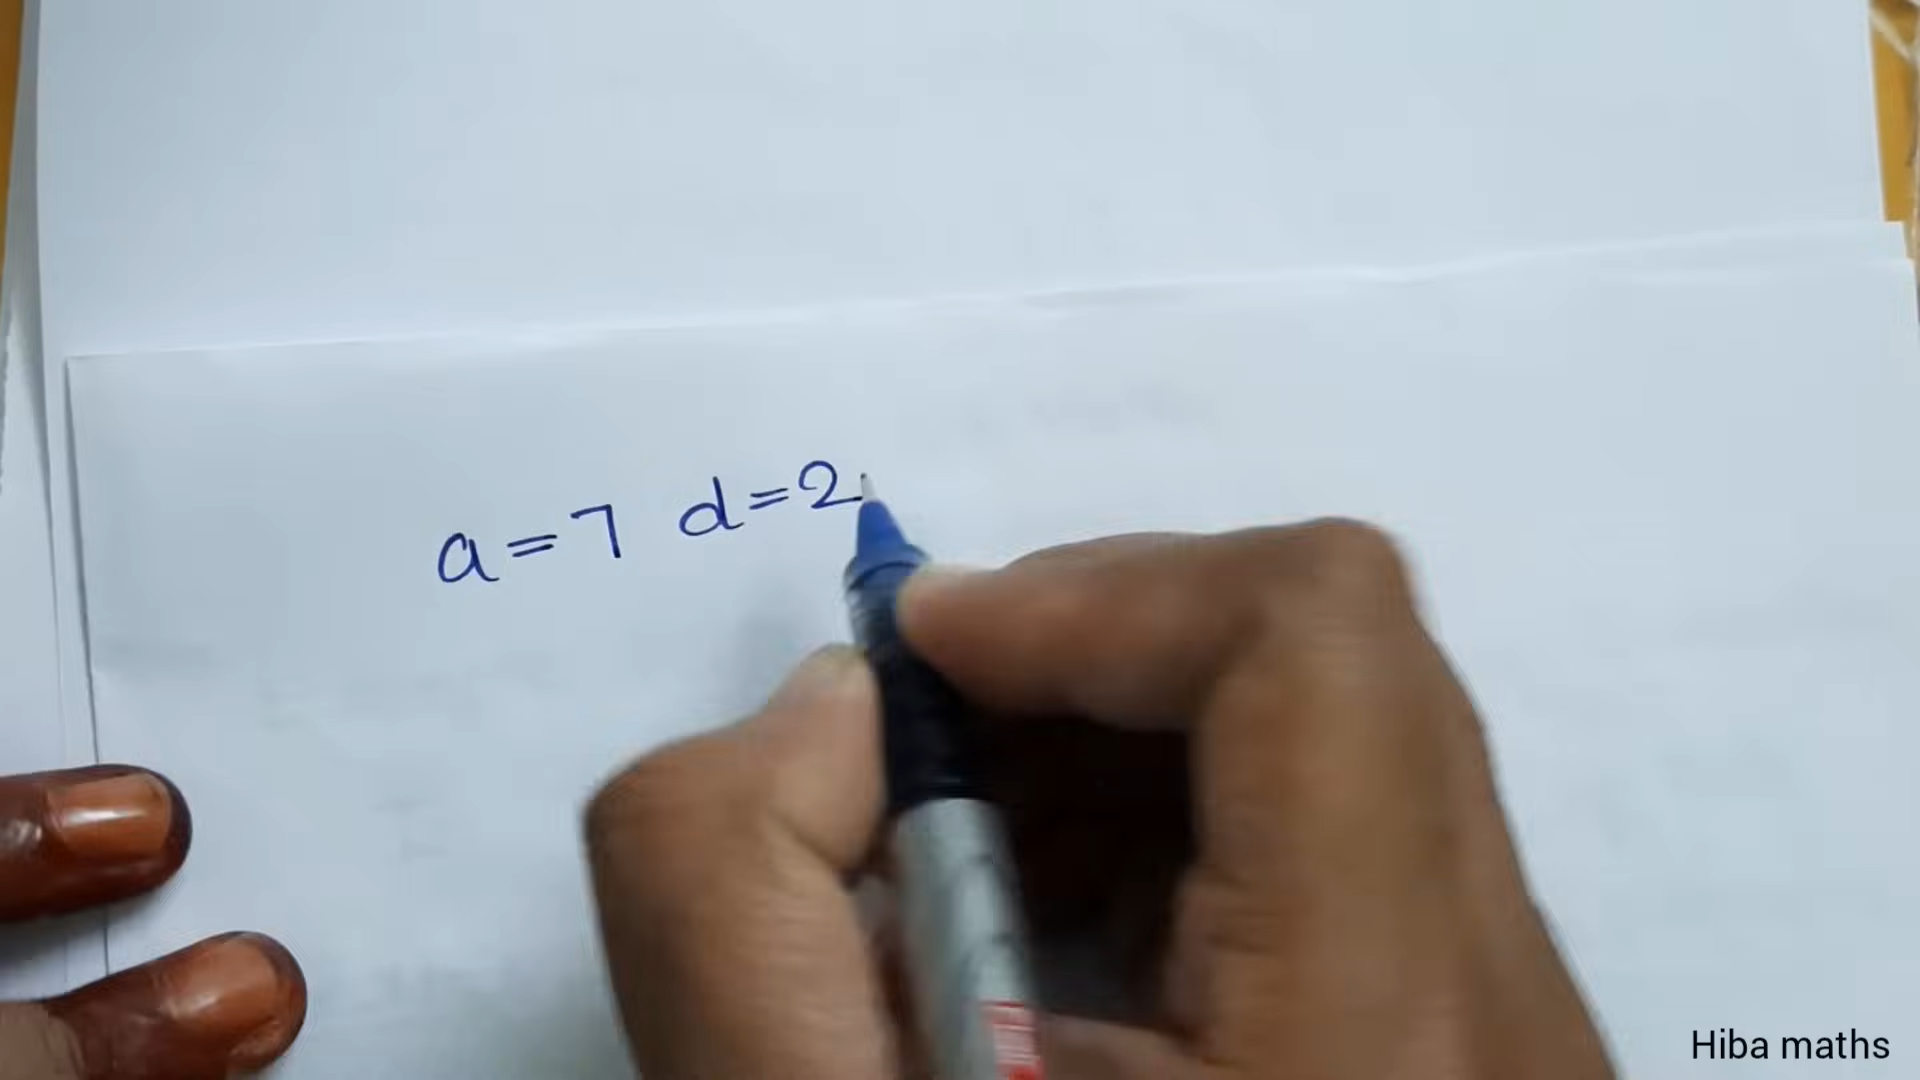 a = 7 d = 2
Hiba maths